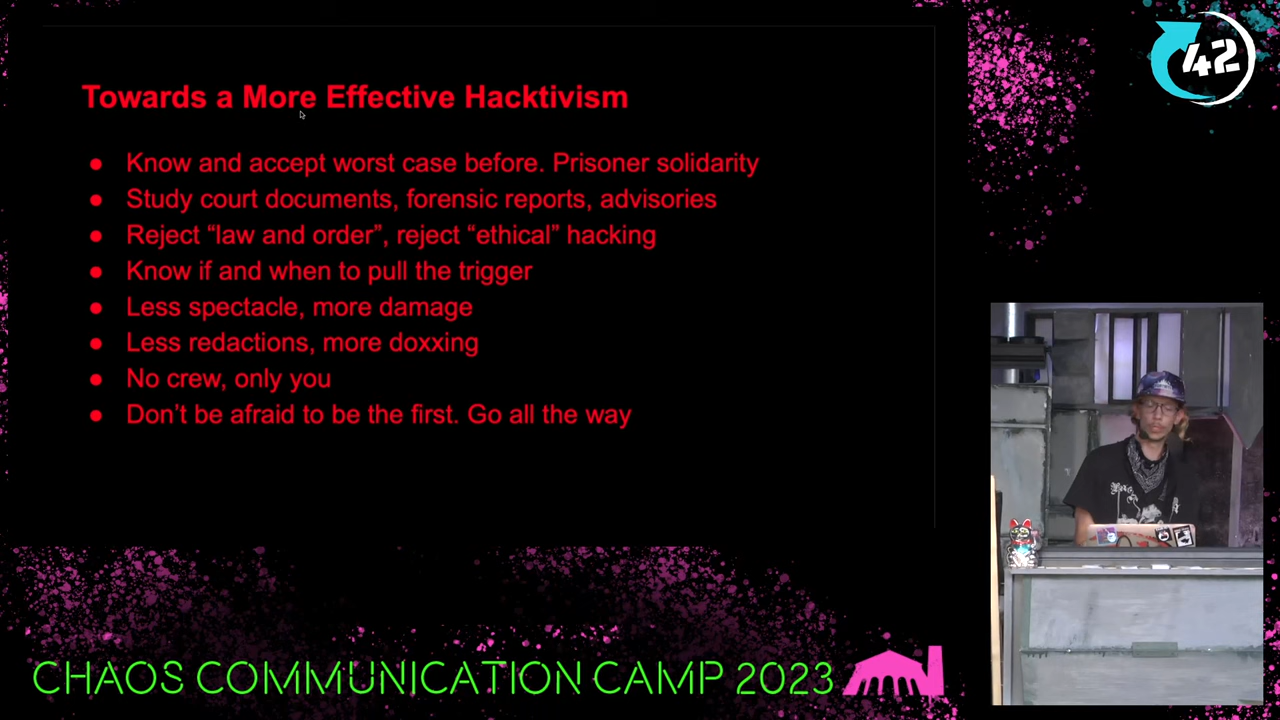 42
Towards a More Effective Hacktivism
● Know and accept worst case before. Prisoner solidarity
● Study court documents, forensic reports, advisories
● Reject “law and order”, reject “ethical” hacking
● Know if and when to pull the trigger
● Less spectacle, more damage
● Less redactions, more doxxing
● No crew, only you
● Don’t be afraid to be the first. Go all the way
CHAOS COMMUNICATION CAMP 2023